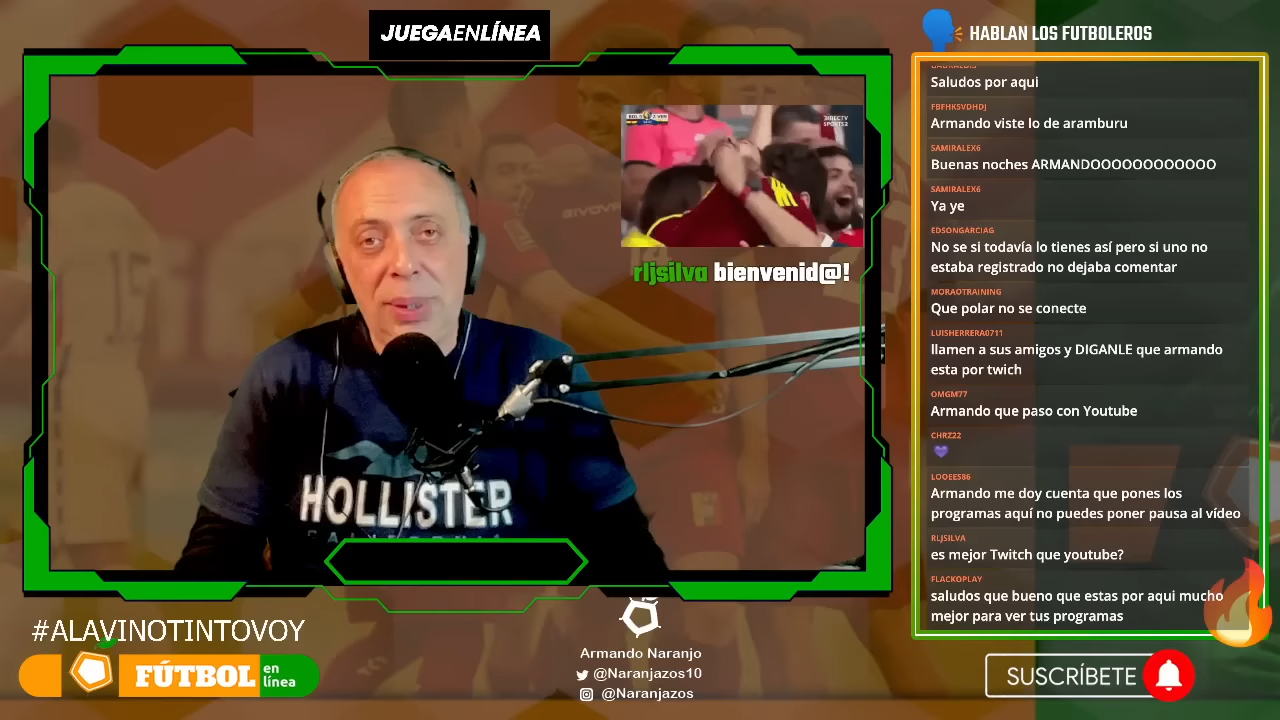 JUEGAENLÍNEA
HABLAN LOS FUTBOLEROS
Saludos por aqui
FBFHKSVDHDJ
Armando viste lo de aramburu
SAMIRALEX6
Buenas noches ARMANDOOOOOOOOOOOO
SAMIRALEX6
Ya ye
EDSONGARCIAG
No se si todavía lo tienes así pero si uno no
estaba registrado no dejaba comentar
MORAOTRAINING
Que polar no se conecte
LUISHERRERA0711
llamen a sus amigos y DIGANLE que armando
esta por twich
OMGM77
Armando que paso con Youtube
CHRZ22
💜
LOOEES86
Armando me doy cuenta que pones los
programas aquí no puedes poner pausa al vídeo
RLJSILVA
es mejor Twitch que youtube?
FLACKOPLAY
saludos que bueno que estas por aqui mucho
mejor para ver tus programas
DIRECTV
SPORTS2
rljsilva bienvenid@!
HOLLISTER
#ALAVINOTINTOVOY
FÚTBOL en
línea
Armando Naranjo
@Naranjazos10
@Naranjazos
SUSCRÍBETE